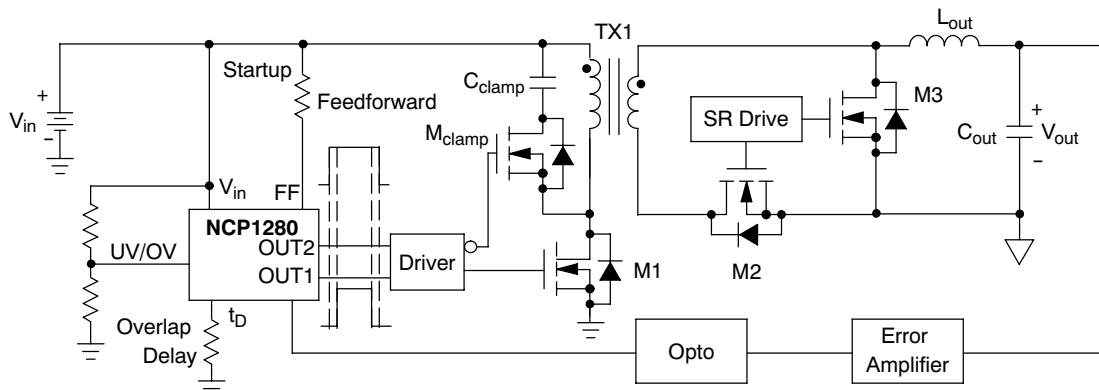 TX1
L_out
Startup
Feedforward
C_clamp
M_clamp
SR Drive
M3
+
V_in
−
C_out
+
V_out
−
V_in
FF
NCP1280
OUT2
OUT1
UV/OV
Driver
M1
M2
t_D
Overlap
Delay
Opto
Error
Amplifier